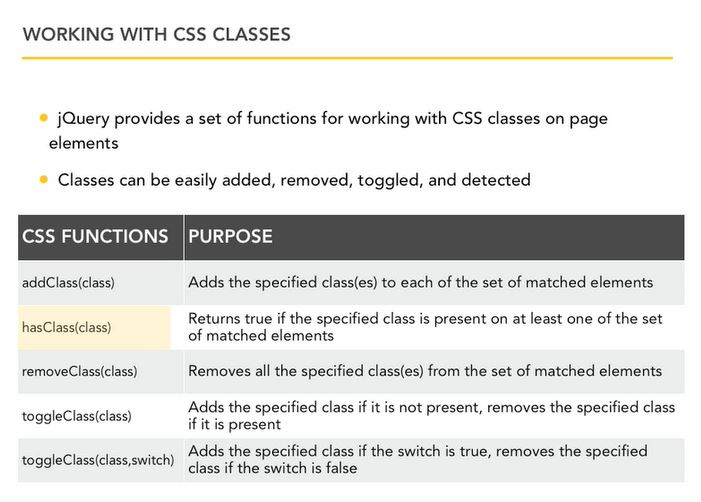 WORKING WITH CSS CLASSES
jQuery provides a set of functions for working with CSS classes on page
elements
Classes can be easily added, removed, toggled, and detected
CSS FUNCTIONS PURPOSE
addClass(class) Adds the specified class(es) to each of the set of matched elements
hasClass(class) Returns true if the specified class is present on at least one of the set
of matched elements
removeClass(class) Removes all the specified class(es) from the set of matched elements
toggleClass(class) Adds the specified class if it is not present, removes the specified class
if it is present
toggleClass(class,switch) Adds the specified class if the switch is true, removes the specified
class if the switch is false